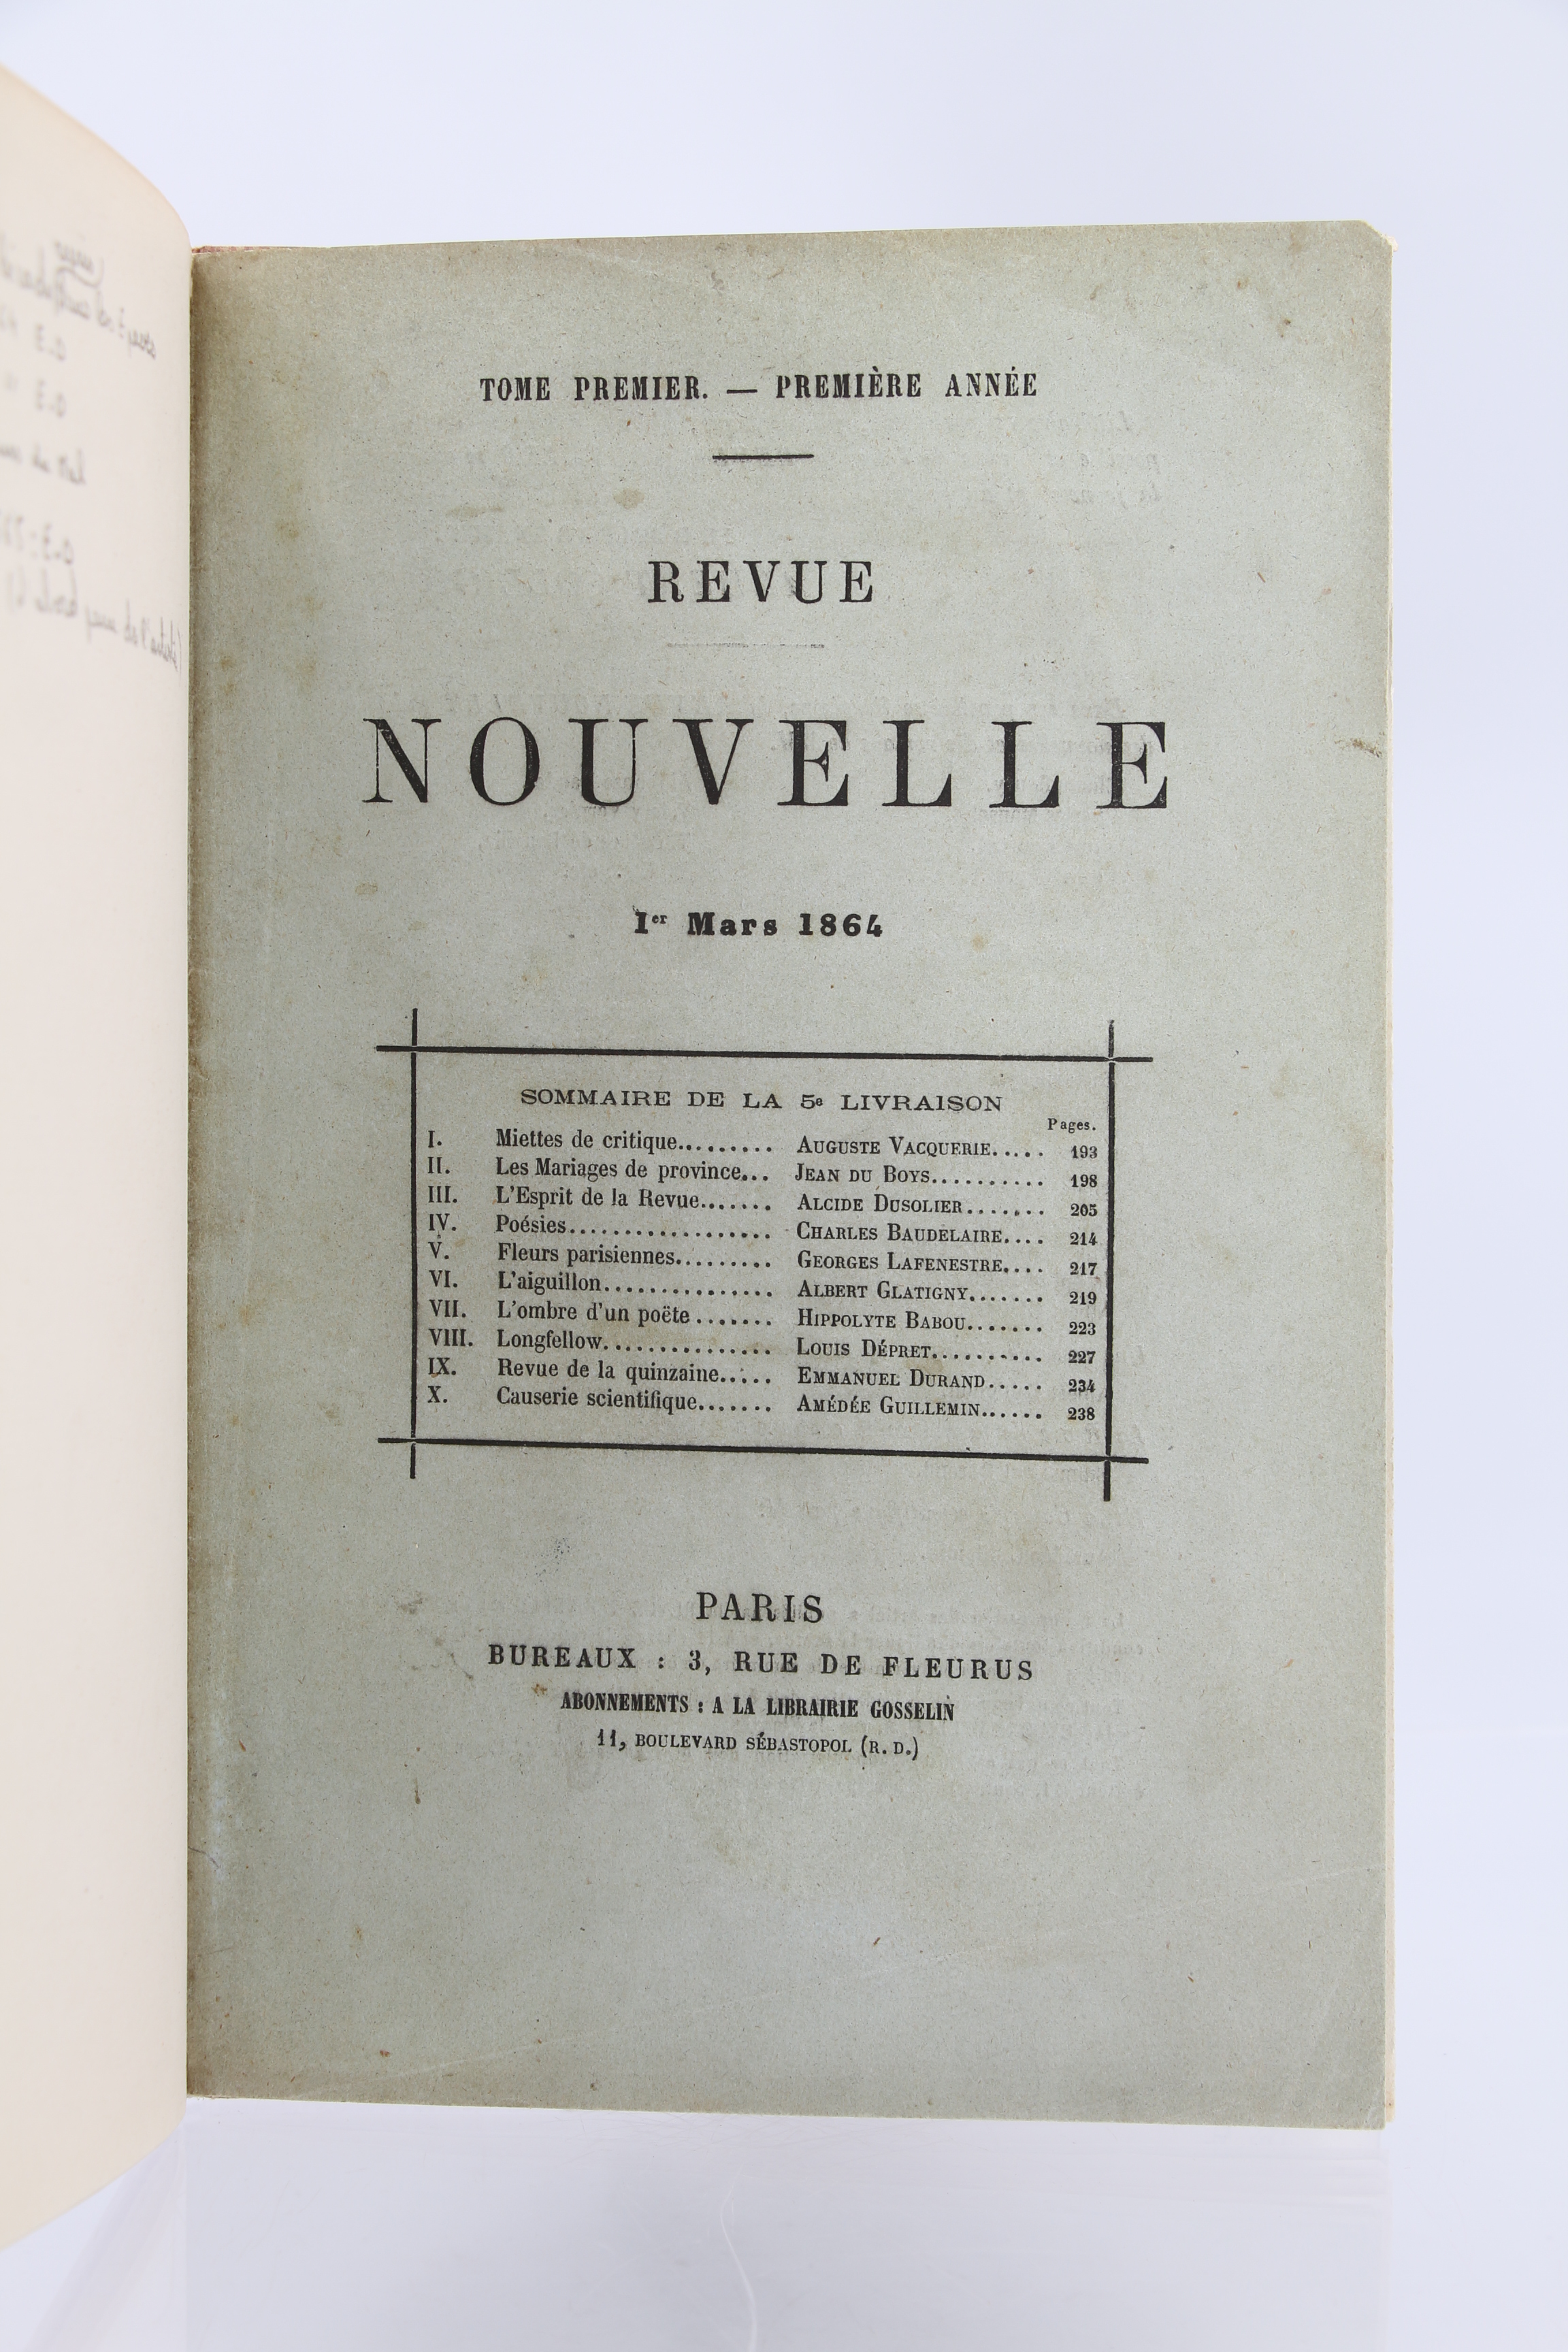 TOME PREMIER. — PREMIÈRE ANNÉE
REVUE
NOUVELLE
1er Mars 1864
SOMMAIRE DE LA 5e LIVRAISON
Pages.
I. Miettes de critique......... AUGUSTE VACQUERIE..... 193
II. Les Mariages de province... JEAN DU BOYS.......... 198
III. L'Esprit de la Revue....... ALCIDE DUSOLIER....... 205
IV. Poésies.................. CHARLES BAUDELAIRE.... 214
V. Fleurs parisiennes......... GEORGES LAFENESTRE.... 217
VI. L'aiguillon............... ALBERT GLATIGNY....... 219
VII. L'ombre d'un poëte ....... HIPPOLYTE BABOU....... 223
VIII. Longfellow............... LOUIS DÉPRET.......... 227
IX. Revue de la quinzaine..... EMMANUEL DURAND..... 234
X. Causerie scientifique....... AMÉDÉE GUILLEMIN...... 238
PARIS
BUREAUX : 3, RUE DE FLEURUS
ABONNEMENTS : A LA LIBRAIRIE GOSSELIN
11, BOULEVARD SÉBASTOPOL (R. D.)